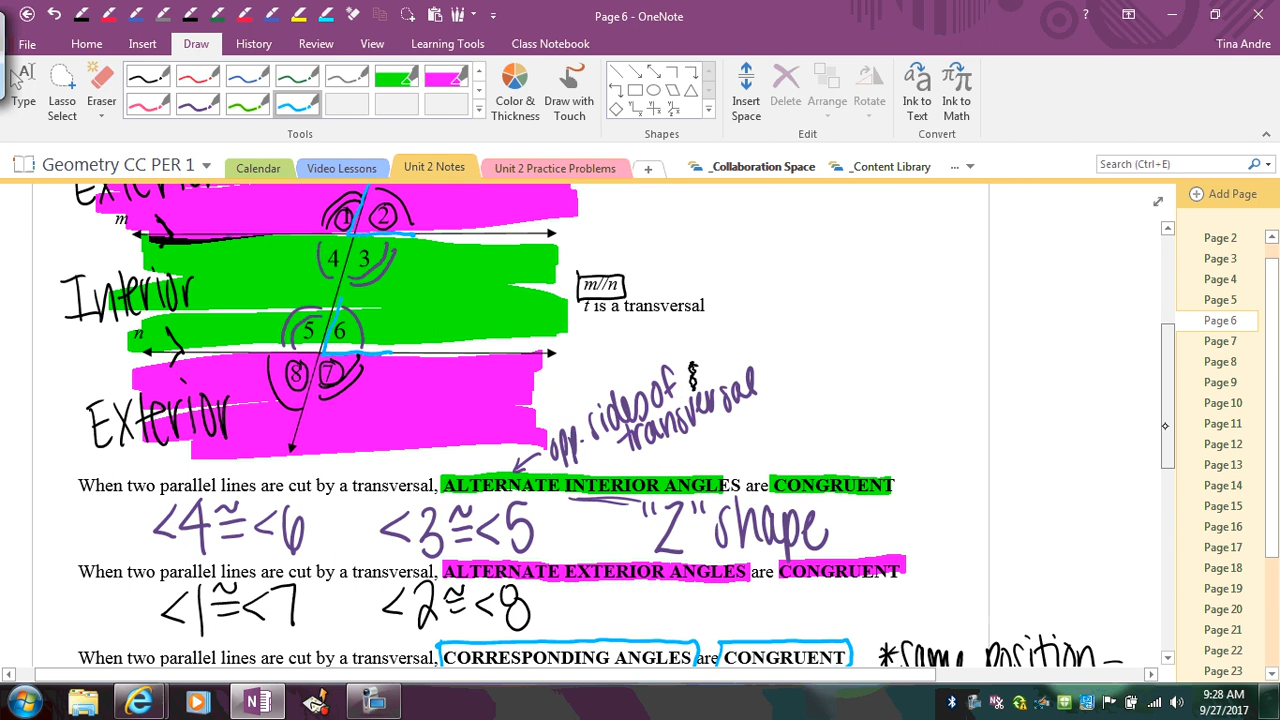 Page 6 - OneNote
?
File Home Insert Draw History Review View Learning Tools Class Notebook Tina Andre
Type
Lasso Select
Eraser
Color & Thickness
Draw with Touch
Insert Space
Delete
Arrange
Rotate
Ink to Text
Ink to Math
Tools Shapes Edit Convert
Geometry CC PER 1 Calendar Video Lessons Unit 2 Notes Unit 2 Practice Problems + _Collaboration Space _Content Library ... Search (Ctrl+E)
Add Page
Page 2
Page 3
Page 4
Page 5
Page 6
Page 7
Page 8
Page 9
Page 10
Page 11
Page 12
Page 13
Page 14
Page 15
Page 16
Page 17
Page 18
Page 19
Page 20
Page 21
Page 22
Page 23
Exterior
m
1 2
4 3
Interior
m//n
t is a transversal
n
5 6
8 7
Exterior
opp. sides of
transversal
When two parallel lines are cut by a transversal, ALTERNATE INTERIOR ANGLES are CONGRUENT
<4≅<6 <3≅<5 "Z" shape
When two parallel lines are cut by a transversal, ALTERNATE EXTERIOR ANGLES are CONGRUENT
<1≅<7 <2≅<8
When two parallel lines are cut by a transversal, CORRESPONDING ANGLES are CONGRUENT *same position -
9:28 AM
9/27/2017